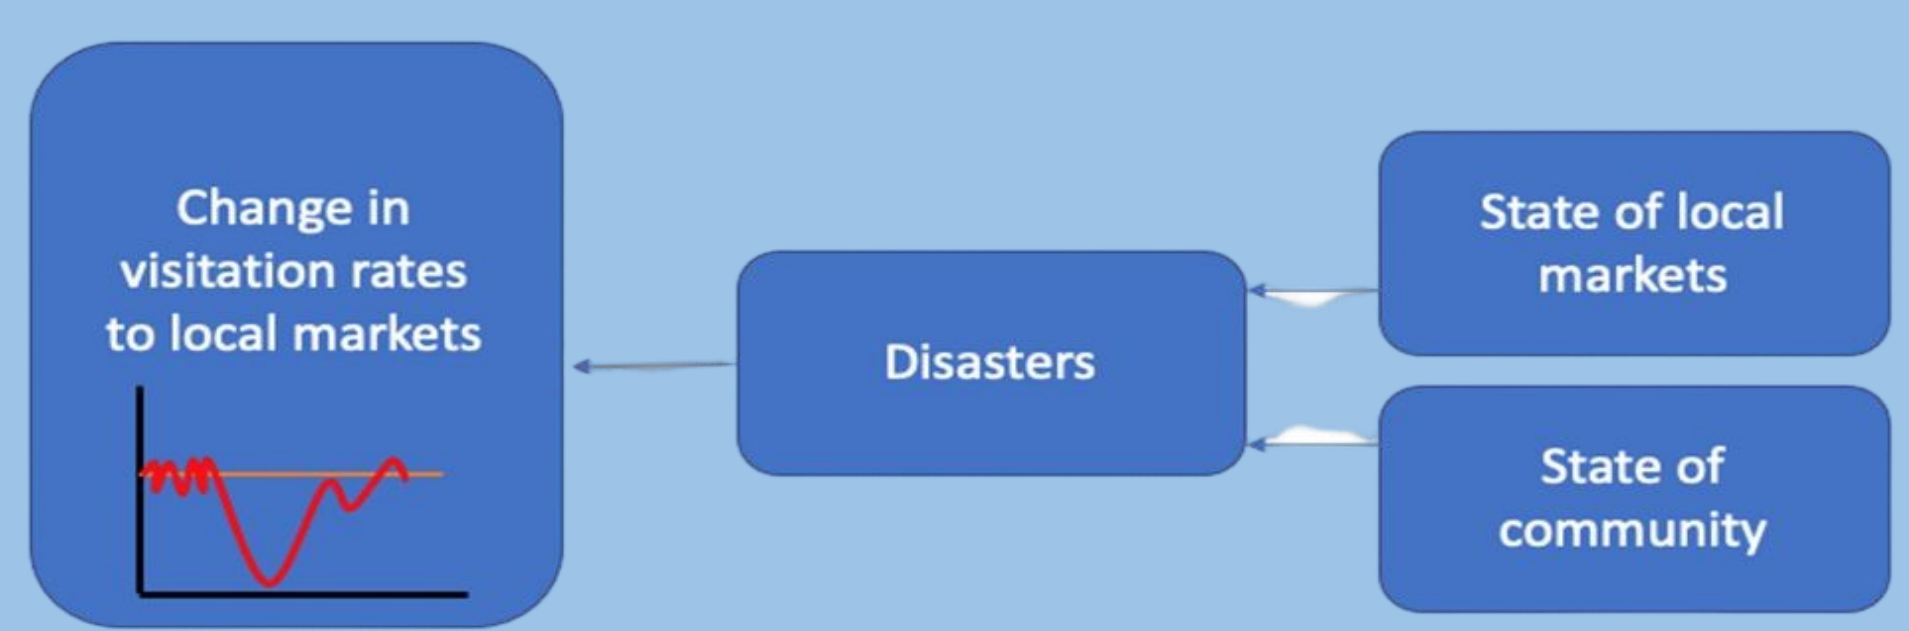 Change in
visitation rates
to local markets
Disasters
State of local
markets
State of
community